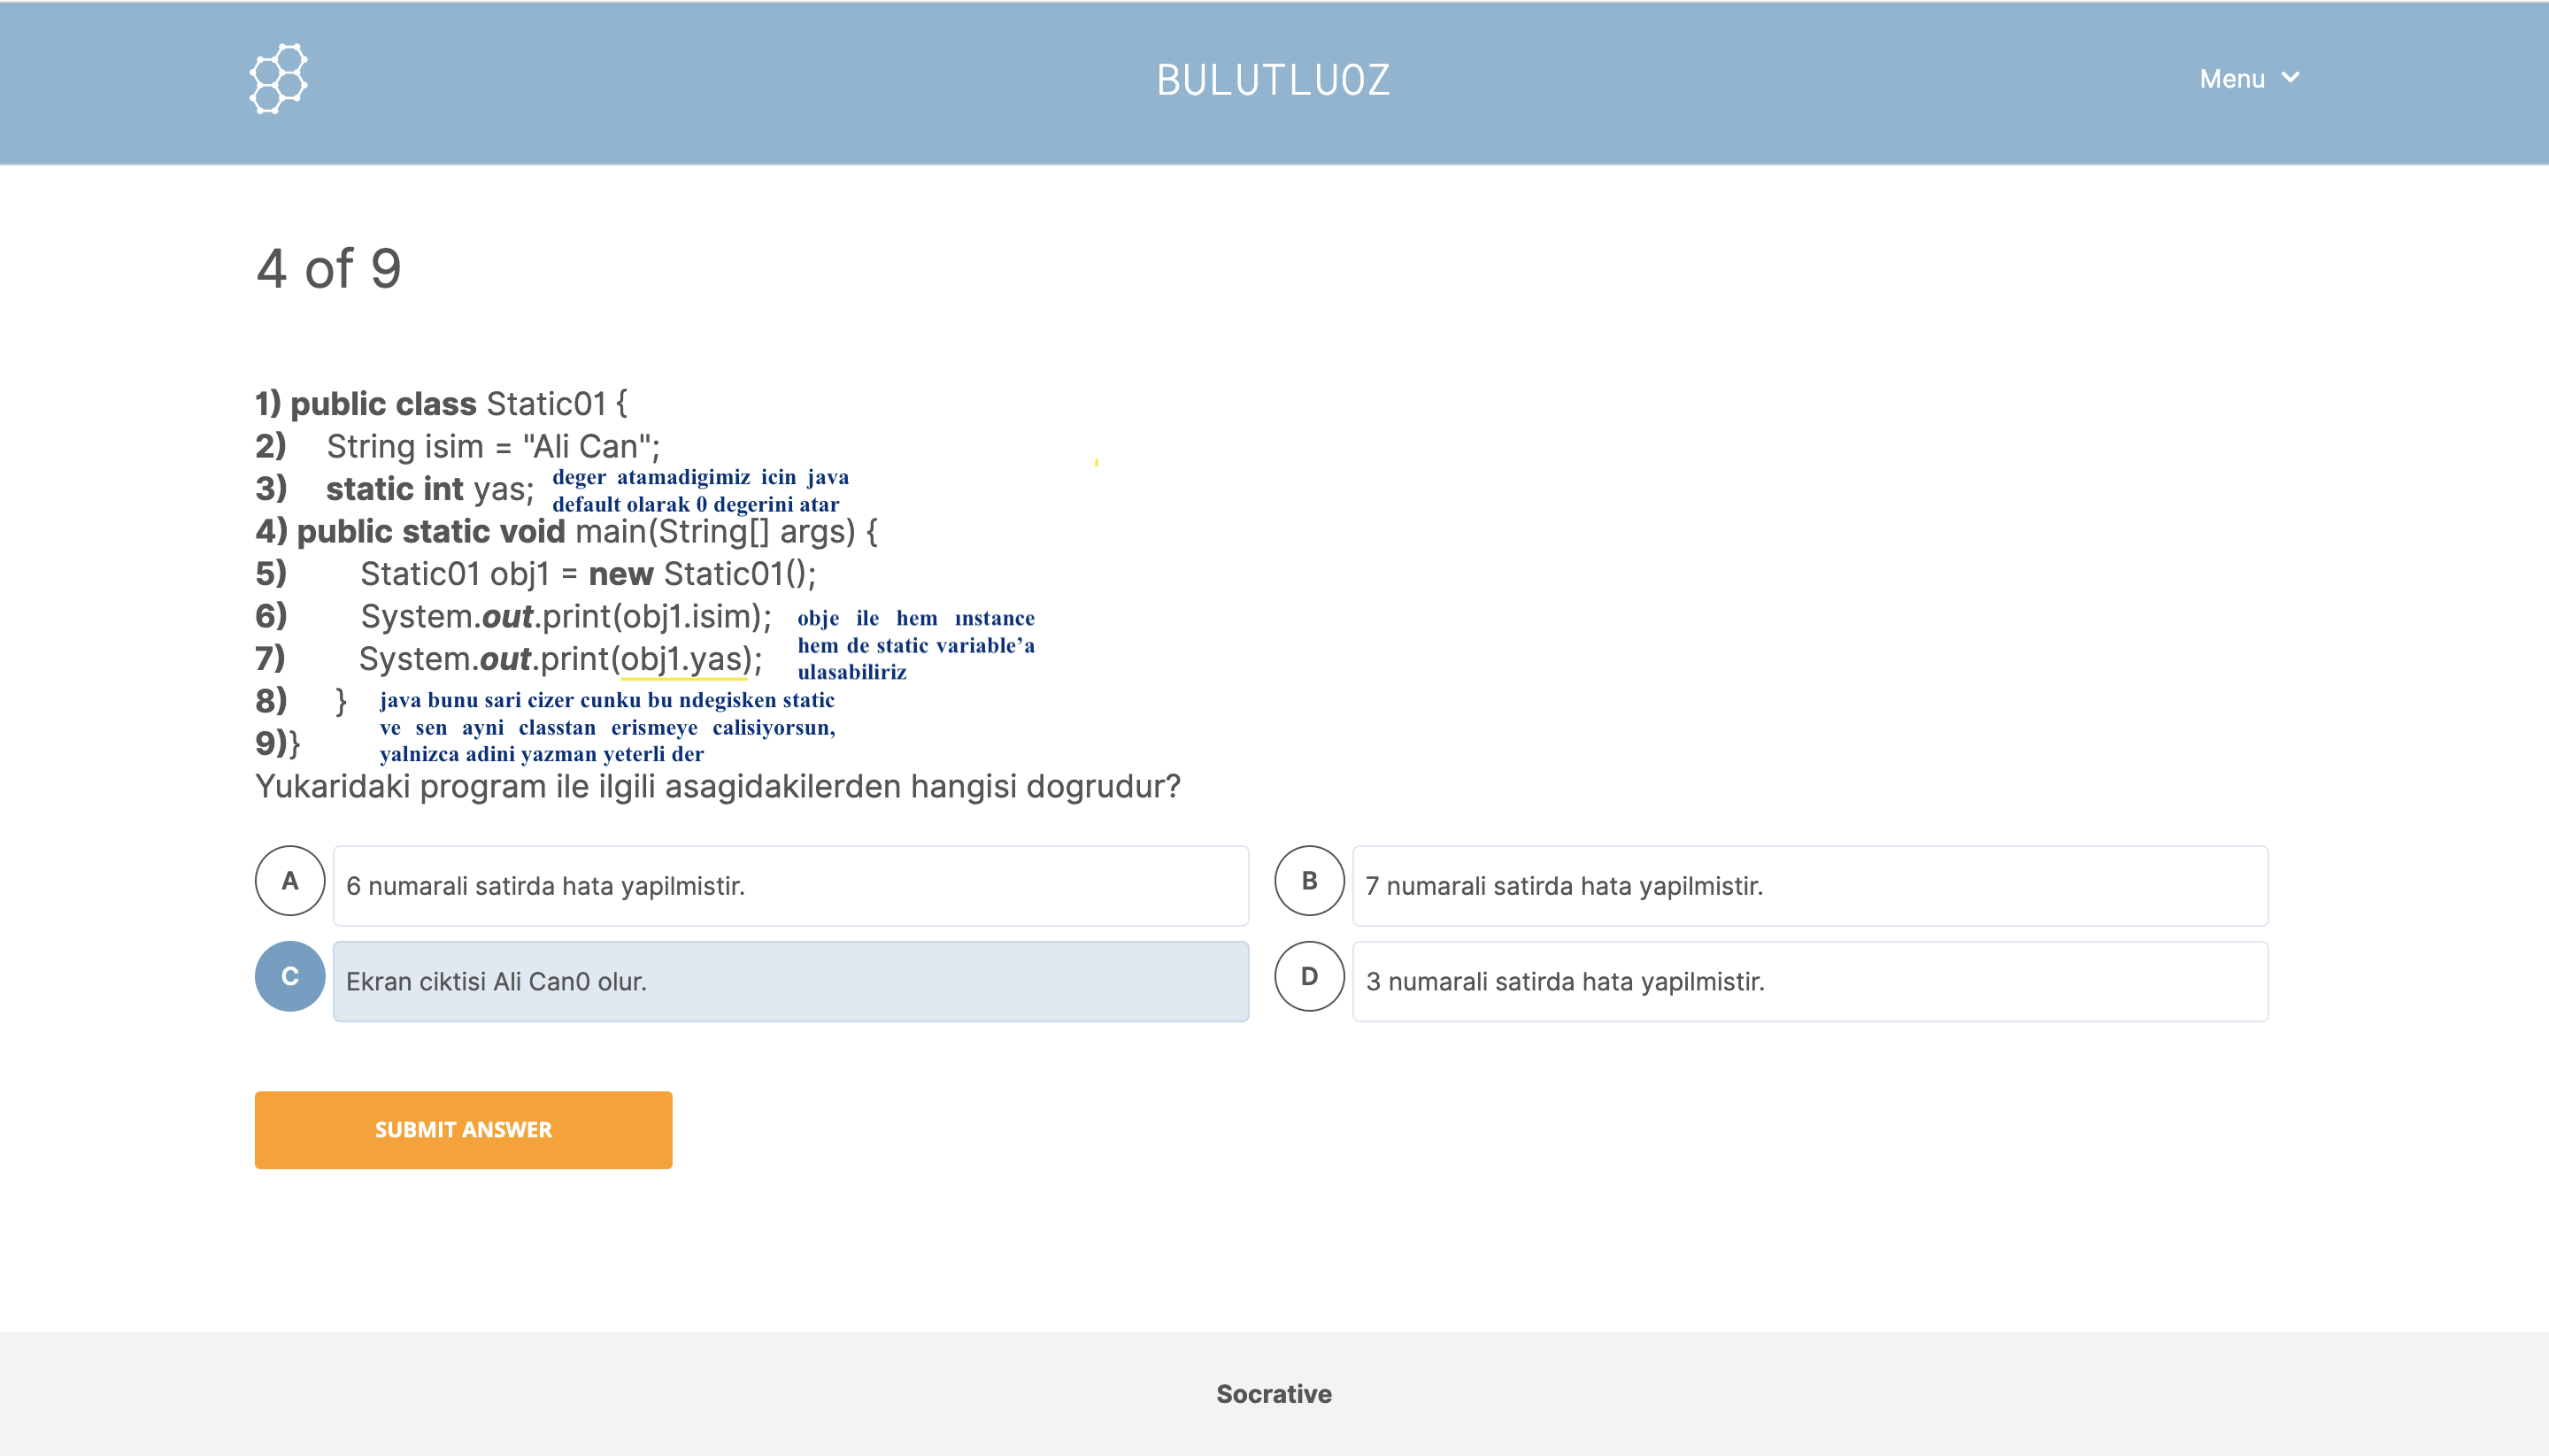 BULUTLUOZ
Menu
4 of 9
1) public class Static01 {
2) String isim = "Ali Can";
3) static int yas;
deger atamadigimiz icin java
default olarak 0 degerini atar
4) public static void main(String[] args) {
5) Static01 obj1 = new Static01();
6) System.out.print(obj1.isim);
7) System.out.print(obj1.yas);
obje ile hem ınstance
hem de static variable’a
ulasabiliriz
8) }
9)}
java bunu sari cizer cunku bu ndegisken static
ve sen ayni classtan erismeye calisiyorsun,
yalnizca adini yazman yeterli der
Yukaridaki program ile ilgili asagidakilerden hangisi dogrudur?
A 6 numarali satirda hata yapilmistir.
B 7 numarali satirda hata yapilmistir.
C Ekran ciktisi Ali Can0 olur.
D 3 numarali satirda hata yapilmistir.
SUBMIT ANSWER
Socrative